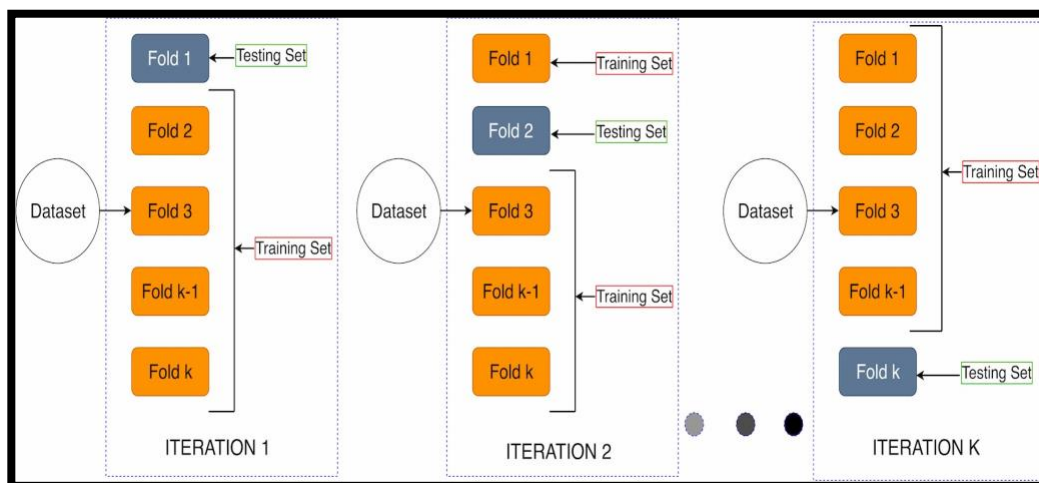 Fold 1
Testing Set
Fold 2
Dataset
Fold 3
Training Set
Fold k-1
Fold k
ITERATION 1
Fold 1
Training Set
Fold 2
Testing Set
Dataset
Fold 3
Fold k-1
Training Set
Fold k
ITERATION 2
Fold 1
Fold 2
Training Set
Dataset
Fold 3
Fold k-1
Fold k
Testing Set
ITERATION K